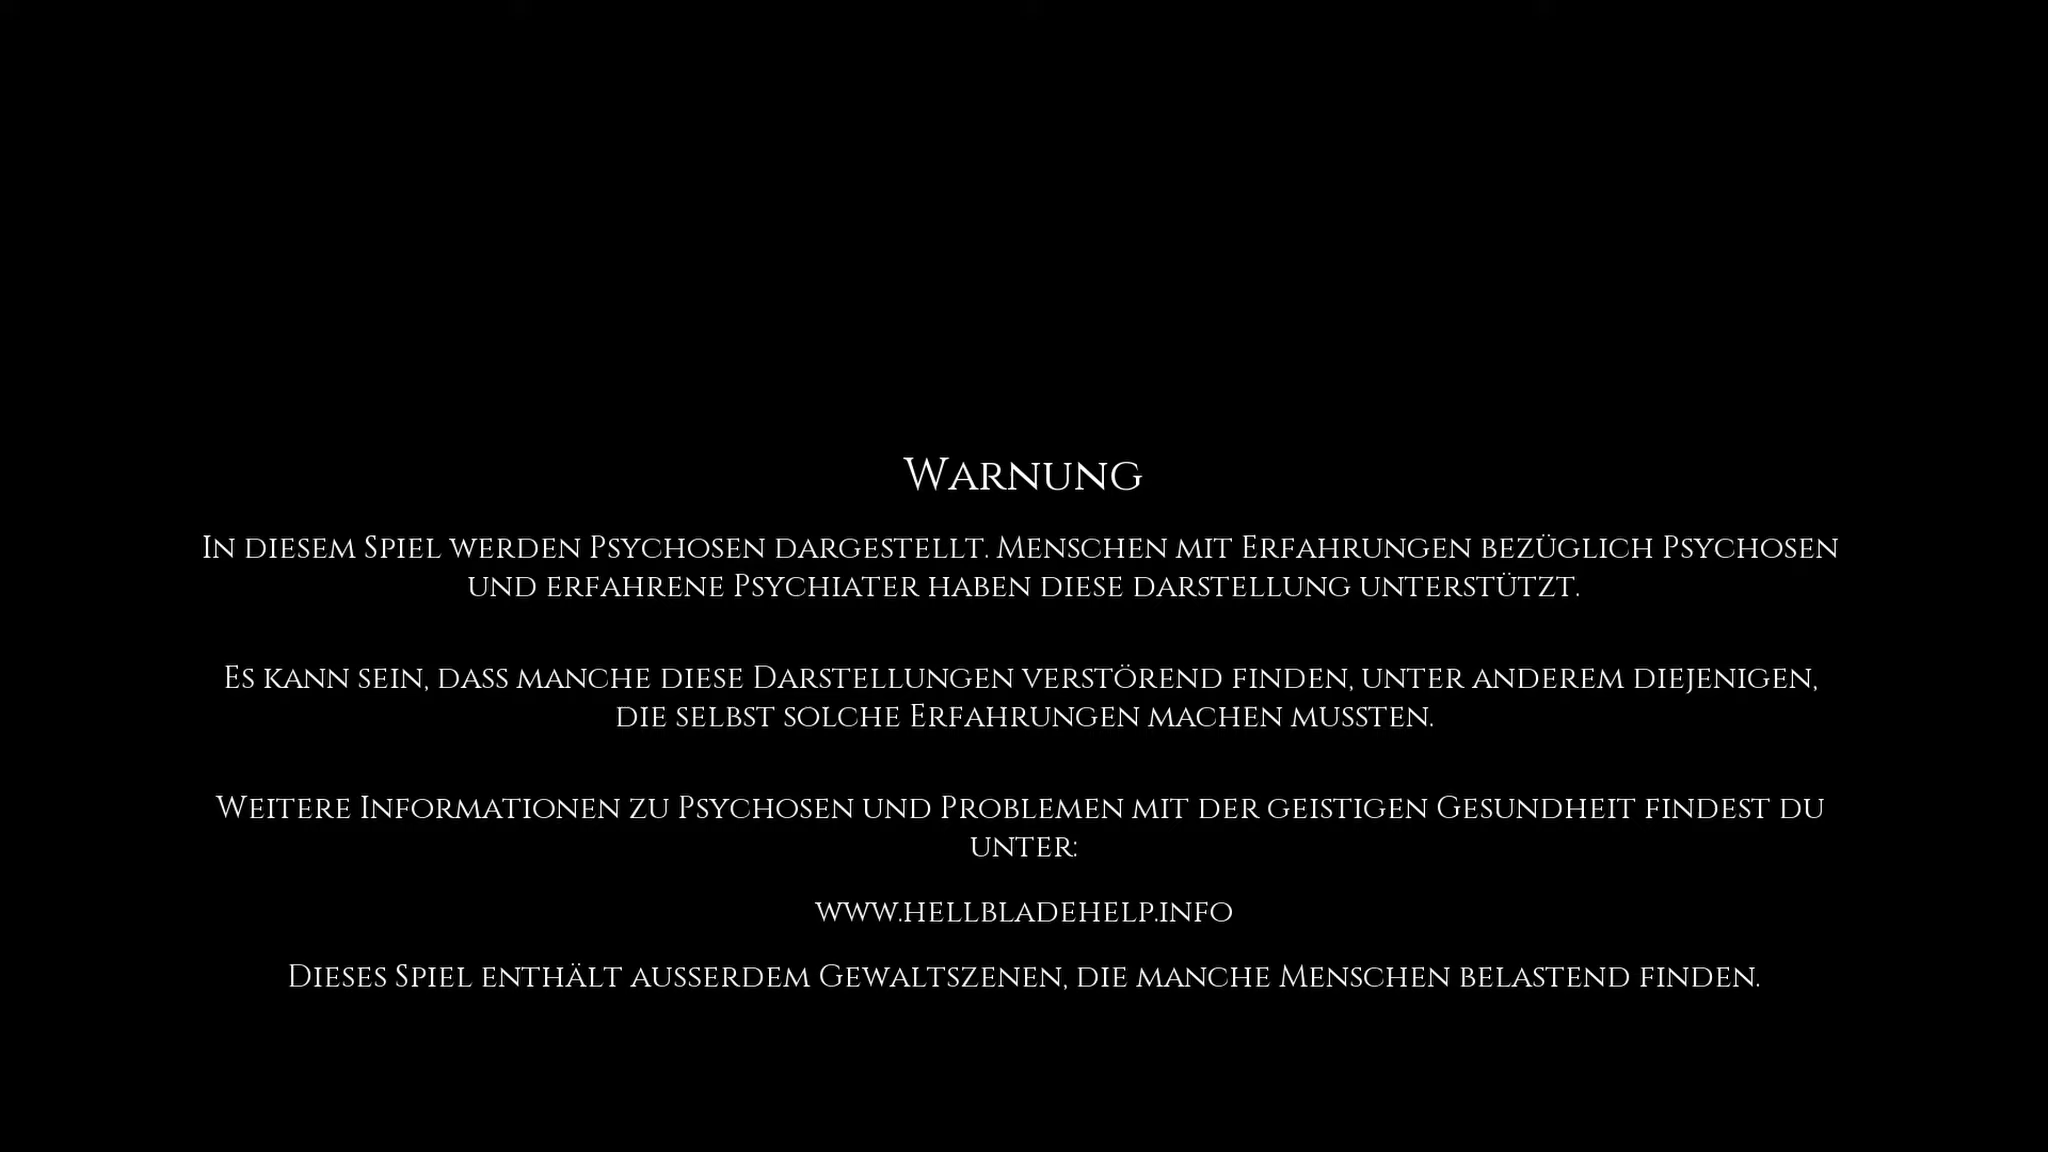 Warnung
In diesem Spiel werden Psychosen dargestellt. Menschen mit Erfahrungen bezüglich Psychosen
und erfahrene Psychiater haben diese Darstellung unterstützt.
Es kann sein, dass manche diese Darstellungen verstörend finden, unter anderem diejenigen,
die selbst solche Erfahrungen machen mussten.
Weitere Informationen zu Psychosen und Problemen mit der geistigen Gesundheit findest du
unter:
www.hellbladehelp.info
Dieses Spiel enthält ausserdem Gewaltszenen, die manche Menschen belastend finden.